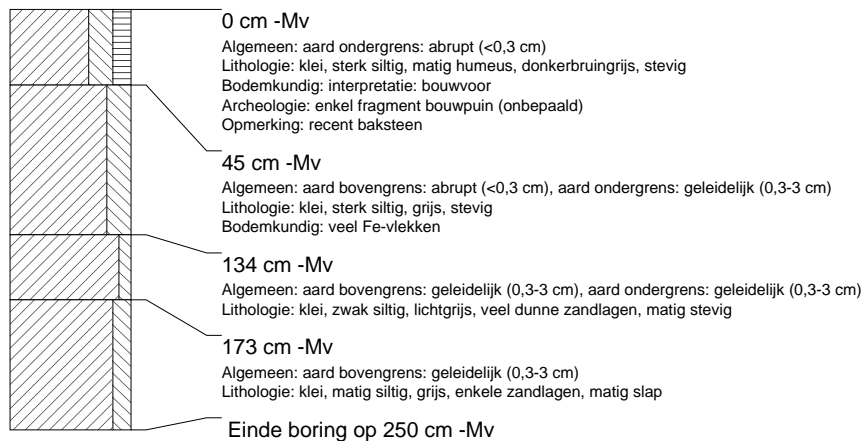 0 cm -Mv
Algemeen: aard ondergrens: abrupt (<0,3 cm)
Lithologie: klei, sterk siltig, matig humeus, donkerbruingrijs, stevig
Bodemkundig: interpretatie: bouwvoor
Archeologie: enkel fragment bouwpuin (onbepaald)
Opmerking: recent baksteen
45 cm -Mv
Algemeen: aard bovengrens: abrupt (<0,3 cm), aard ondergrens: geleidelijk (0,3-3 cm)
Lithologie: klei, sterk siltig, grijs, stevig
Bodemkundig: veel Fe-vlekken
134 cm -Mv
Algemeen: aard bovengrens: geleidelijk (0,3-3 cm), aard ondergrens: geleidelijk (0,3-3 cm)
Lithologie: klei, zwak siltig, lichtgrijs, veel dunne zandlagen, matig stevig
173 cm -Mv
Algemeen: aard bovengrens: geleidelijk (0,3-3 cm)
Lithologie: klei, matig siltig, grijs, enkele zandlagen, matig slap
Einde boring op 250 cm -Mv